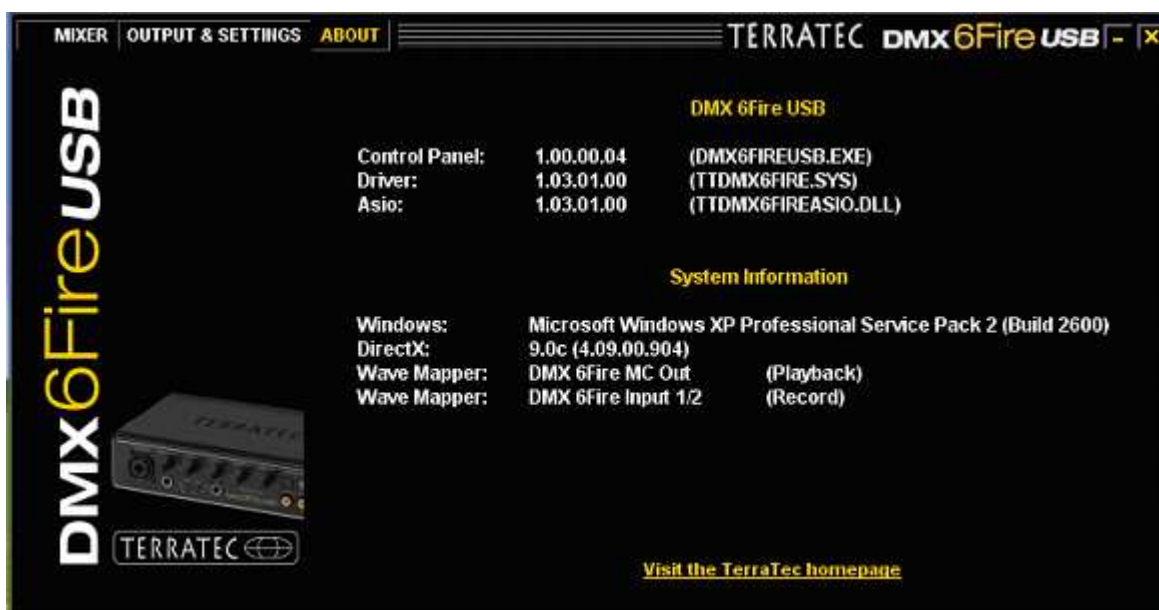 MIXER OUTPUT & SETTINGS ABOUT TERRATEC DMX 6Fire USB
DMX6Fire USB
DMX 6Fire USB
Control Panel: 1.00.00.04 (DMX6FIREUSB.EXE)
Driver: 1.03.01.00 (TTDMX6FIRE.SYS)
Asio: 1.03.01.00 (TTDMX6FIREASIO.DLL)
System Information
Windows: Microsoft Windows XP Professional Service Pack 2 (Build 2600)
DirectX: 9.0c (4.09.00.904)
Wave Mapper: DMX 6Fire MC Out (Playback)
Wave Mapper: DMX 6Fire Input 1/2 (Record)
TERRATEC
TERRATEC
Visit the TerraTec homepage